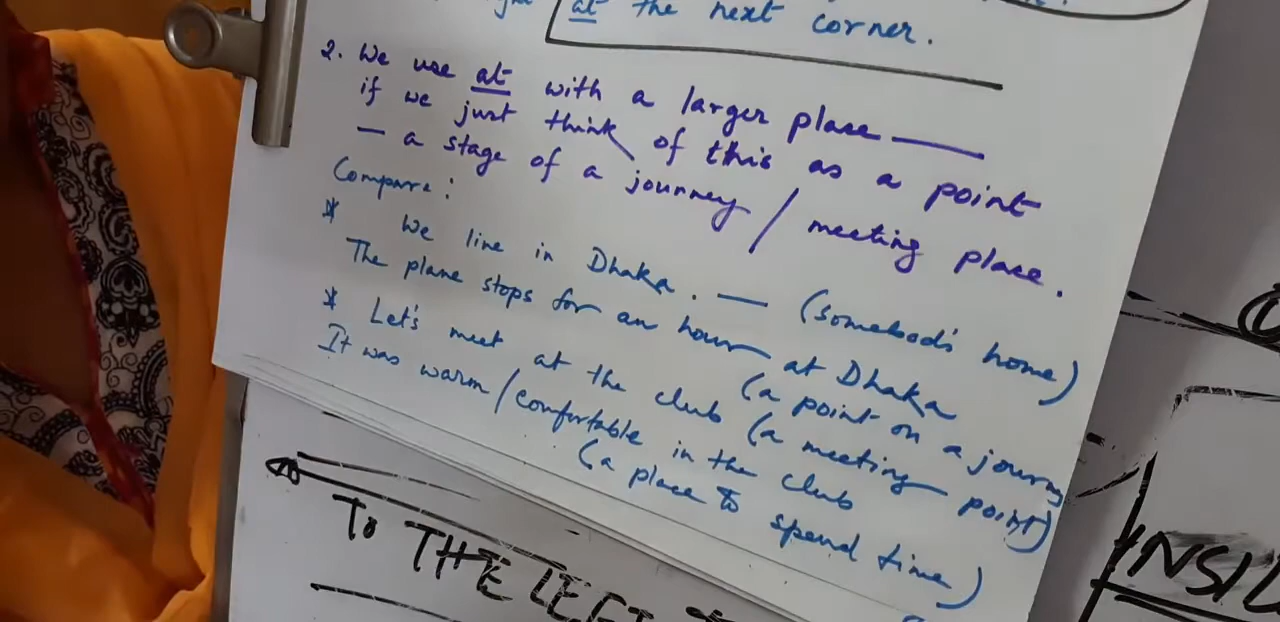 at the next corner.
2. We use at with a larger place —
if we just think of this as a point
— a stage of a journey / meeting place.
Compare:
* We live in Dhaka. — (somebod's home)
The plane stops for an hour at Dhaka
(a point on a journey
* Let's meet at the club (a meeting point)
It was warm/comfortable in the club
(a place to spend time)
TO THE LEFT
INSID